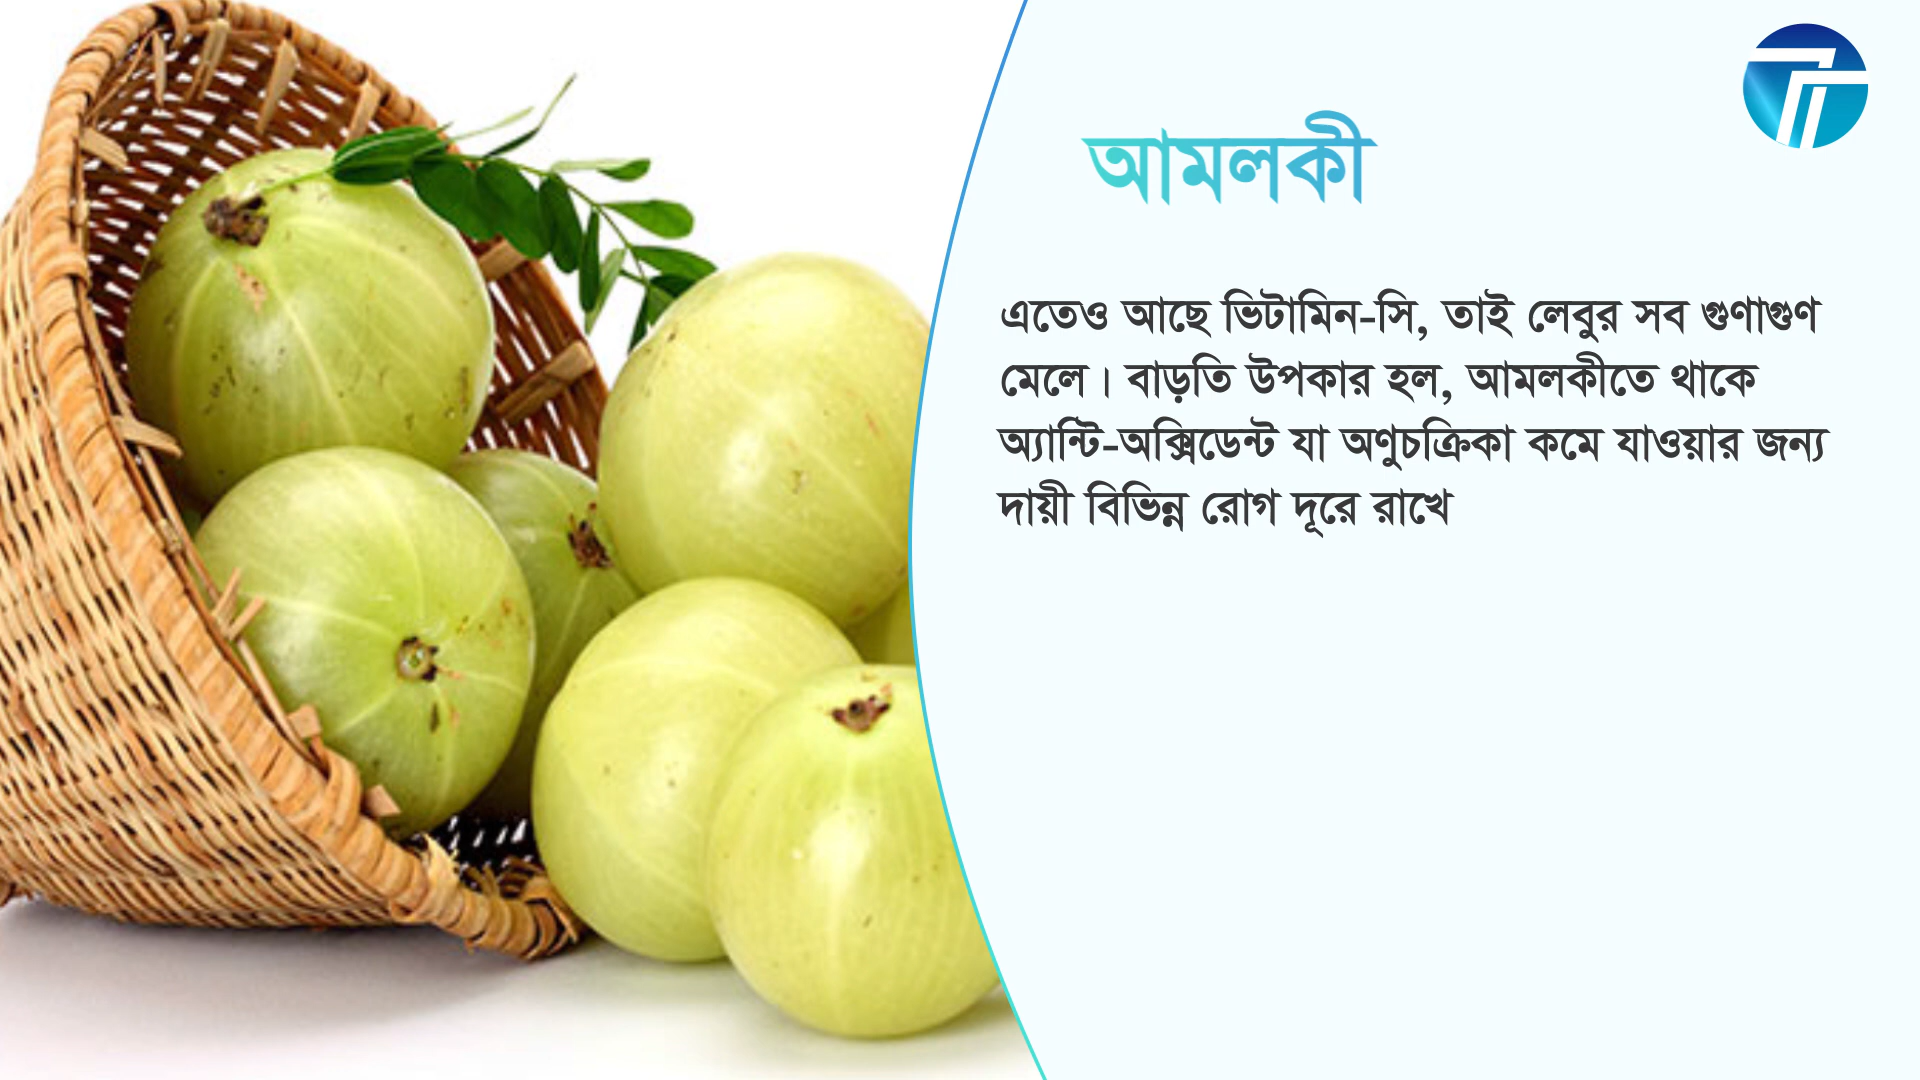 আমলকী
এতেও আছে ভিটামিন-সি, তাই লেবুর সব গুণাগুণ
মেলে। বাড়তি উপকার হল, আমলকীতে থাকে
অ্যান্টি-অক্সিডেন্ট যা অণুচক্রিকা কমে যাওয়ার জন্য
দায়ী বিভিন্ন রোগ দূরে রাখে